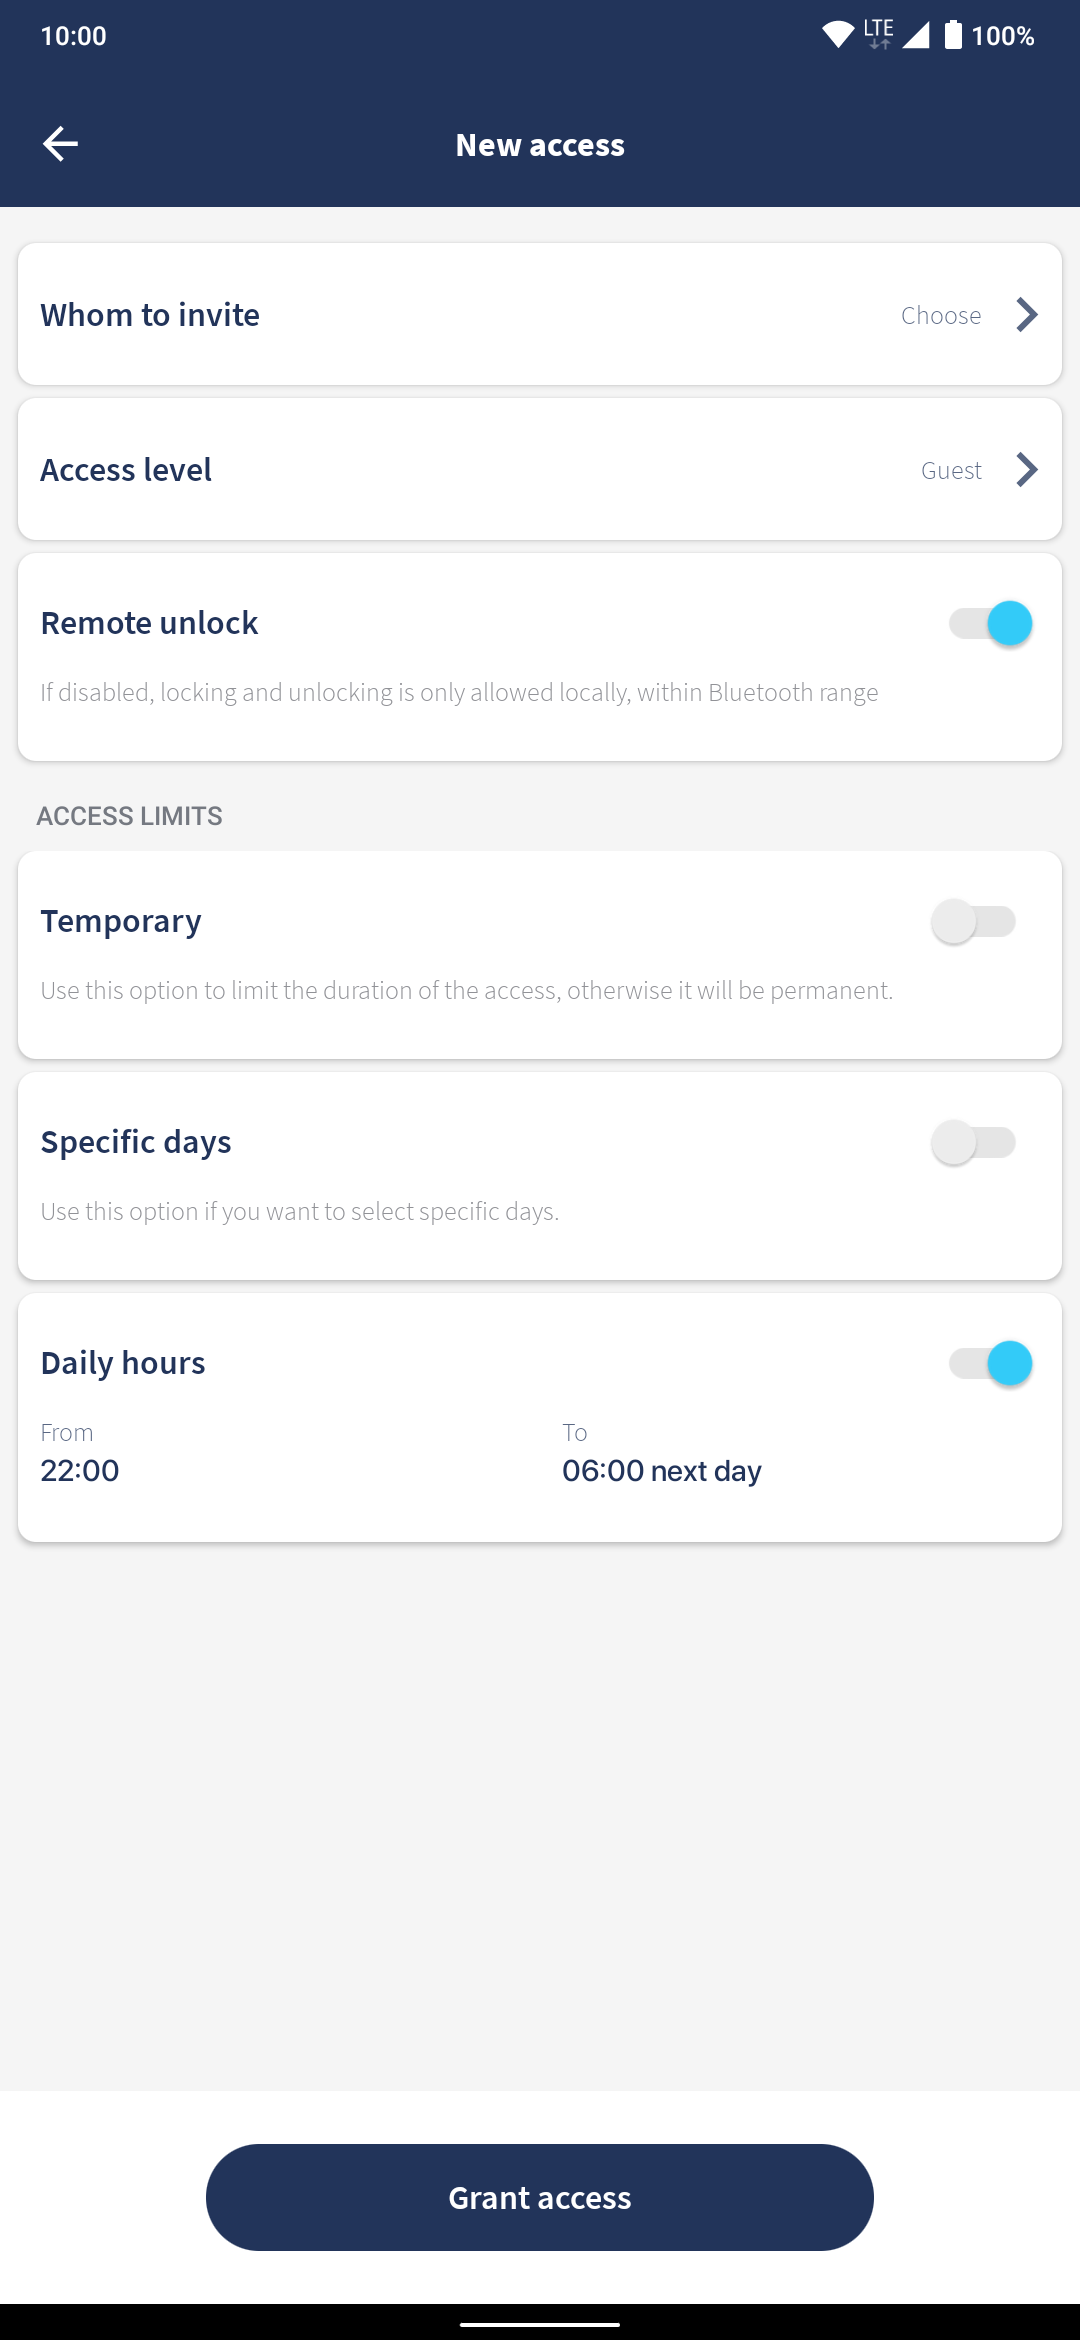 10:00
LTE
100%
New access
Whom to invite
Choose
Access level
Guest
Remote unlock
If disabled, locking and unlocking is only allowed locally, within Bluetooth range
ACCESS LIMITS
Temporary
Use this option to limit the duration of the access, otherwise it will be permanent.
Specific days
Use this option if you want to select specific days.
Daily hours
From
To
22:00
06:00 next day
Grant access